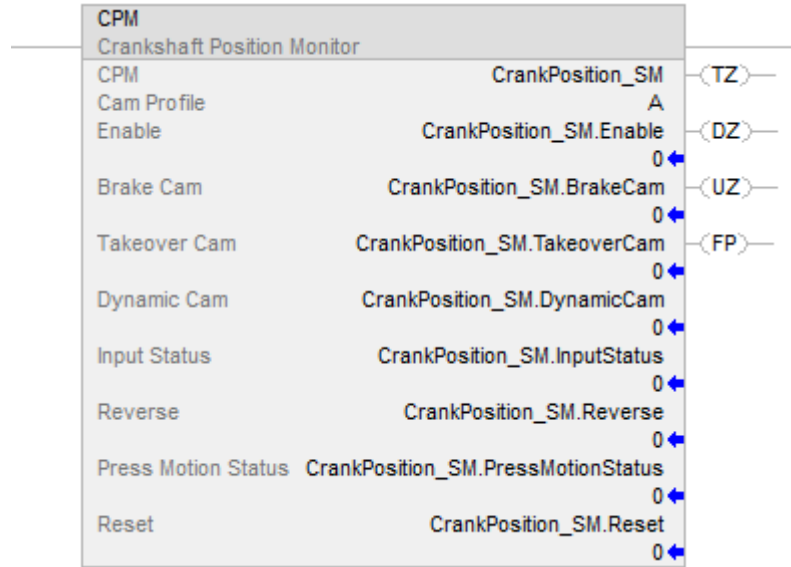 CPM
Crankshaft Position Monitor
CPM CrankPosition_SM TZ
Cam Profile A
Enable CrankPosition_SM.Enable DZ
0
Brake Cam CrankPosition_SM.BrakeCam UZ
0
Takeover Cam CrankPosition_SM.TakeoverCam FP
0
Dynamic Cam CrankPosition_SM.DynamicCam
0
Input Status CrankPosition_SM.InputStatus
0
Reverse CrankPosition_SM.Reverse
0
Press Motion Status CrankPosition_SM.PressMotionStatus
0
Reset CrankPosition_SM.Reset
0